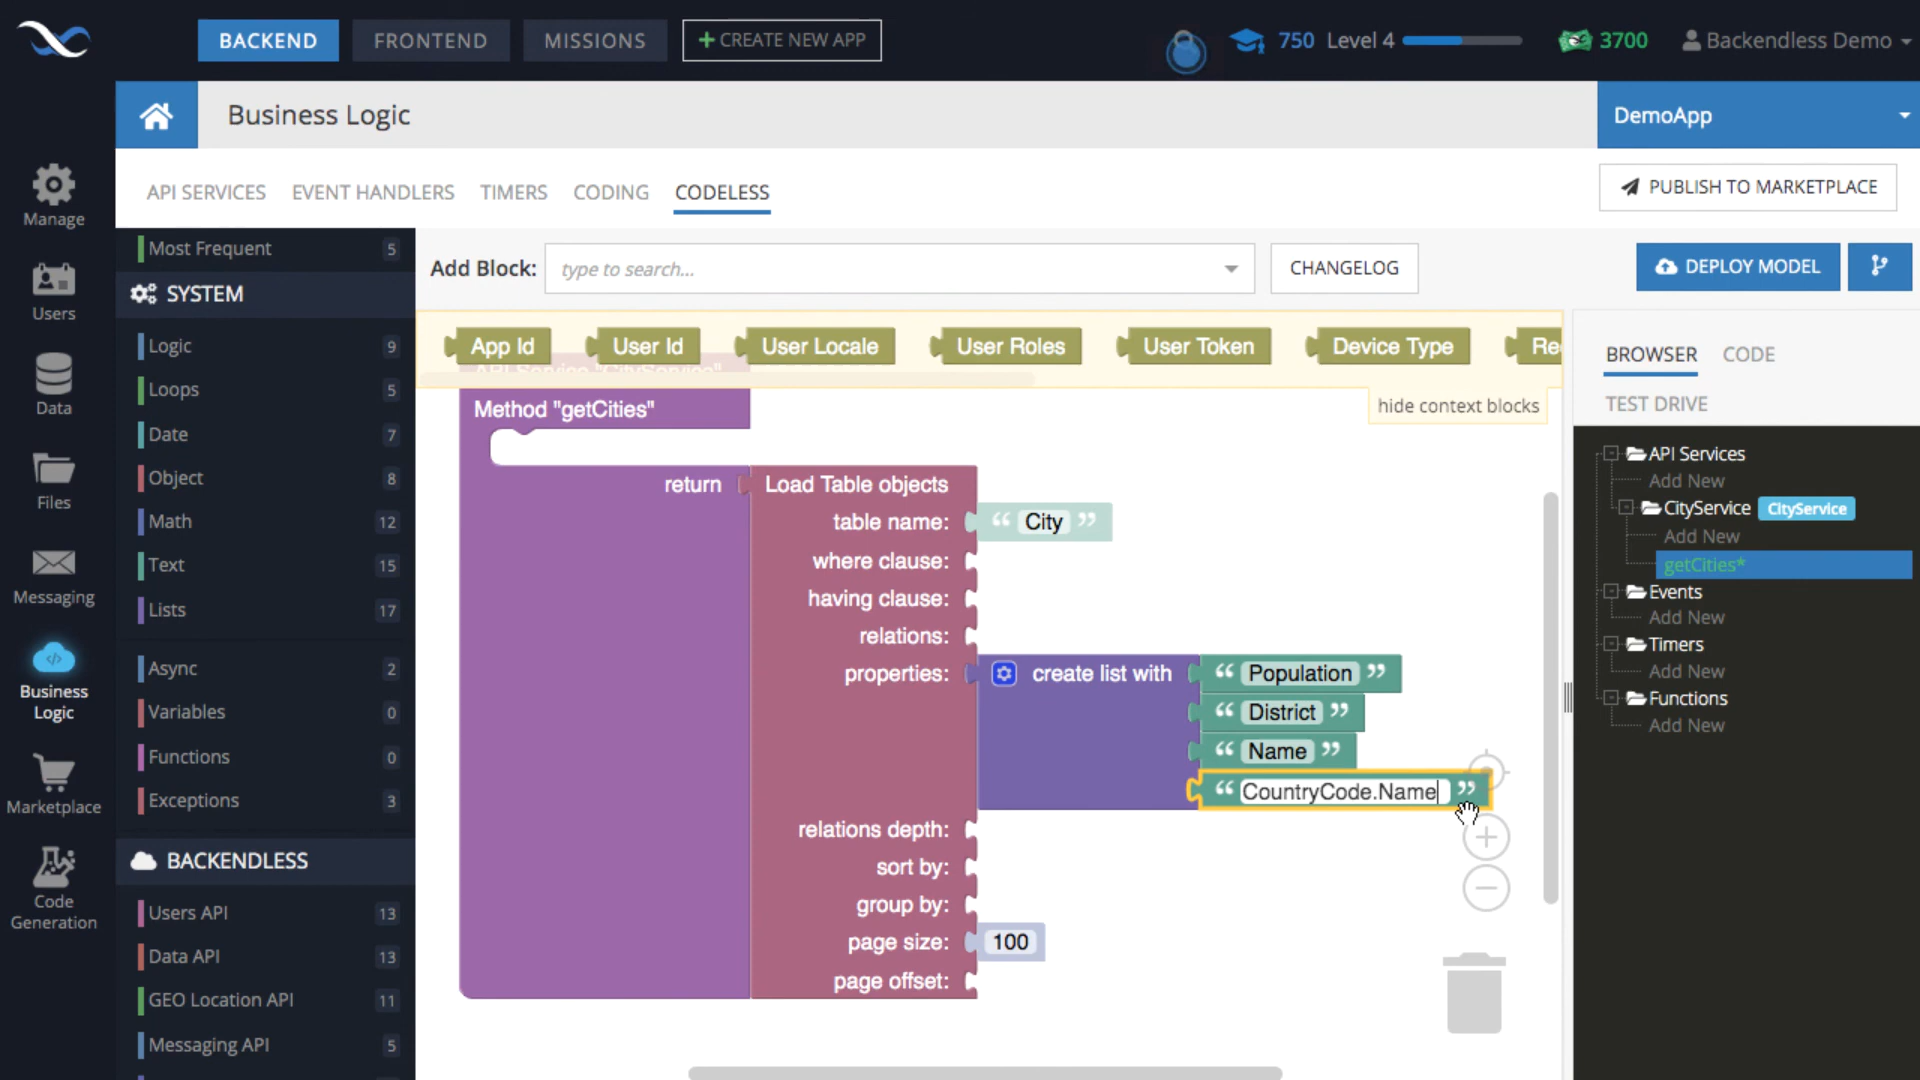 BACKEND
FRONTEND
MISSIONS
+ CREATE NEW APP
750 Level 4
3700
Backendless Demo
Business Logic
DemoApp
API SERVICES
EVENT HANDLERS
TIMERS
CODING
CODELESS
PUBLISH TO MARKETPLACE
Manage
Users
Data
Files
Messaging
Business
Logic
Marketplace
Code
Generation
Most Frequent 5
SYSTEM
Logic 9
Loops 5
Date 7
Object 8
Math 12
Text 15
Lists 17
Async 2
Variables 0
Functions 0
Exceptions 3
BACKENDLESS
Users API 13
Data API 13
GEO Location API 11
Messaging API 5
Add Block:
type to search...
CHANGELOG
DEPLOY MODEL
App Id
User Id
User Locale
User Roles
User Token
Device Type
Re
API Service "CityService"
hide context blocks
Method "getCities"
return
Load Table objects
table name:
“ City ”
where clause:
having clause:
relations:
properties:
create list with
“ Population ”
“ District ”
“ Name ”
“ CountryCode.Name ”
relations depth:
sort by:
group by:
page size:
100
page offset:
BROWSER
CODE
TEST DRIVE
API Services
Add New
CityService CityService
Add New
getCities*
Events
Add New
Timers
Add New
Functions
Add New